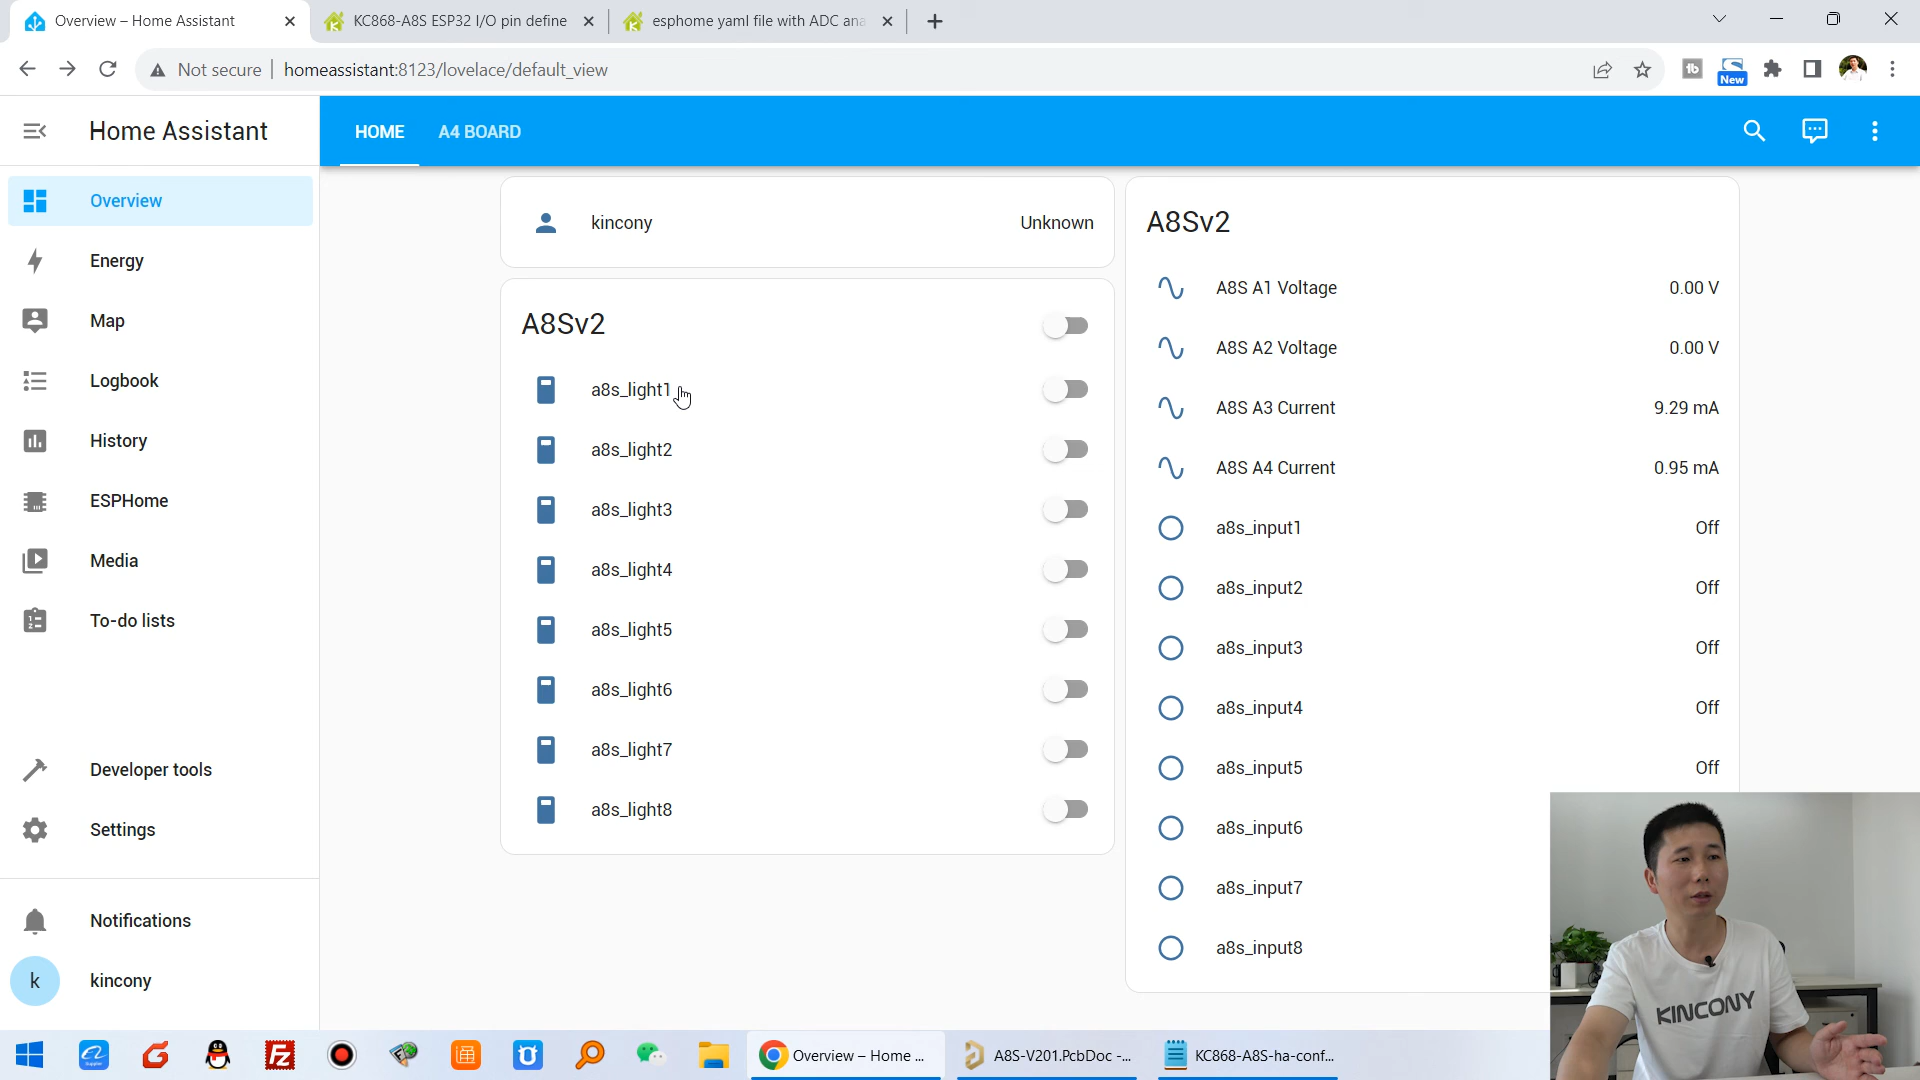 Overview – Home Assistant
KC868-A8S ESP32 I/O pin define
esphome yaml file with ADC ana
Not secure
homeassistant:8123/lovelace/default_view
New
Home Assistant
HOME
A4 BOARD
Overview
Energy
Map
Logbook
History
ESPHome
Media
To-do lists
Developer tools
Settings
Notifications
k
kincony
kincony
Unknown
A8Sv2
a8s_light1
a8s_light2
a8s_light3
a8s_light4
a8s_light5
a8s_light6
a8s_light7
a8s_light8
A8Sv2
A8S A1 Voltage
0.00 V
A8S A2 Voltage
0.00 V
A8S A3 Current
9.29 mA
A8S A4 Current
0.95 mA
a8s_input1
Off
a8s_input2
Off
a8s_input3
Off
a8s_input4
Off
a8s_input5
Off
a8s_input6
a8s_input7
a8s_input8
KINCONY
Overview – Home ...
A8S-V201.PcbDoc -...
KC868-A8S-ha-conf...